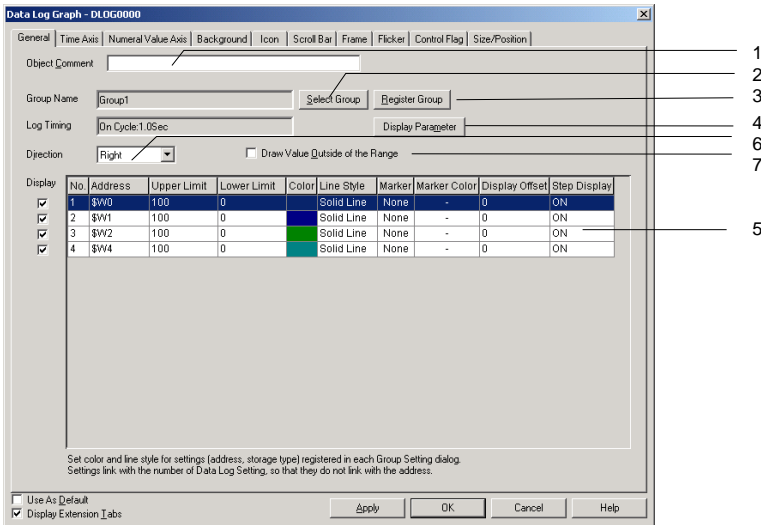 Data Log Graph - DLOG0000
General Time Axis Numeral Value Axis Background Icon Scroll Bar Frame Flicker Control Flag Size/Position
Object Comment 1
2
Group Name Group1 Select Group Register Group 3
Log Timing On Cycle:1.0Sec Display Parameter 4
6
Direction Right Draw Value Outside of the Range 7
Display No. Address Upper Limit Lower Limit Color Line Style Marker Marker Color Display Offset Step Display
1 $W0 100 0 Solid Line None - 0 ON
2 $W1 100 0 Solid Line None - 0 ON
3 $W2 100 0 Solid Line None - 0 ON 5
4 $W4 100 0 Solid Line None - 0 ON
Set color and line style for settings (address, storage type) registered in each Group Setting dialog.
Settings link with the number of Data Log Setting, so that they do not link with the address.
Use As Default
Display Extension Tabs Apply OK Cancel Help